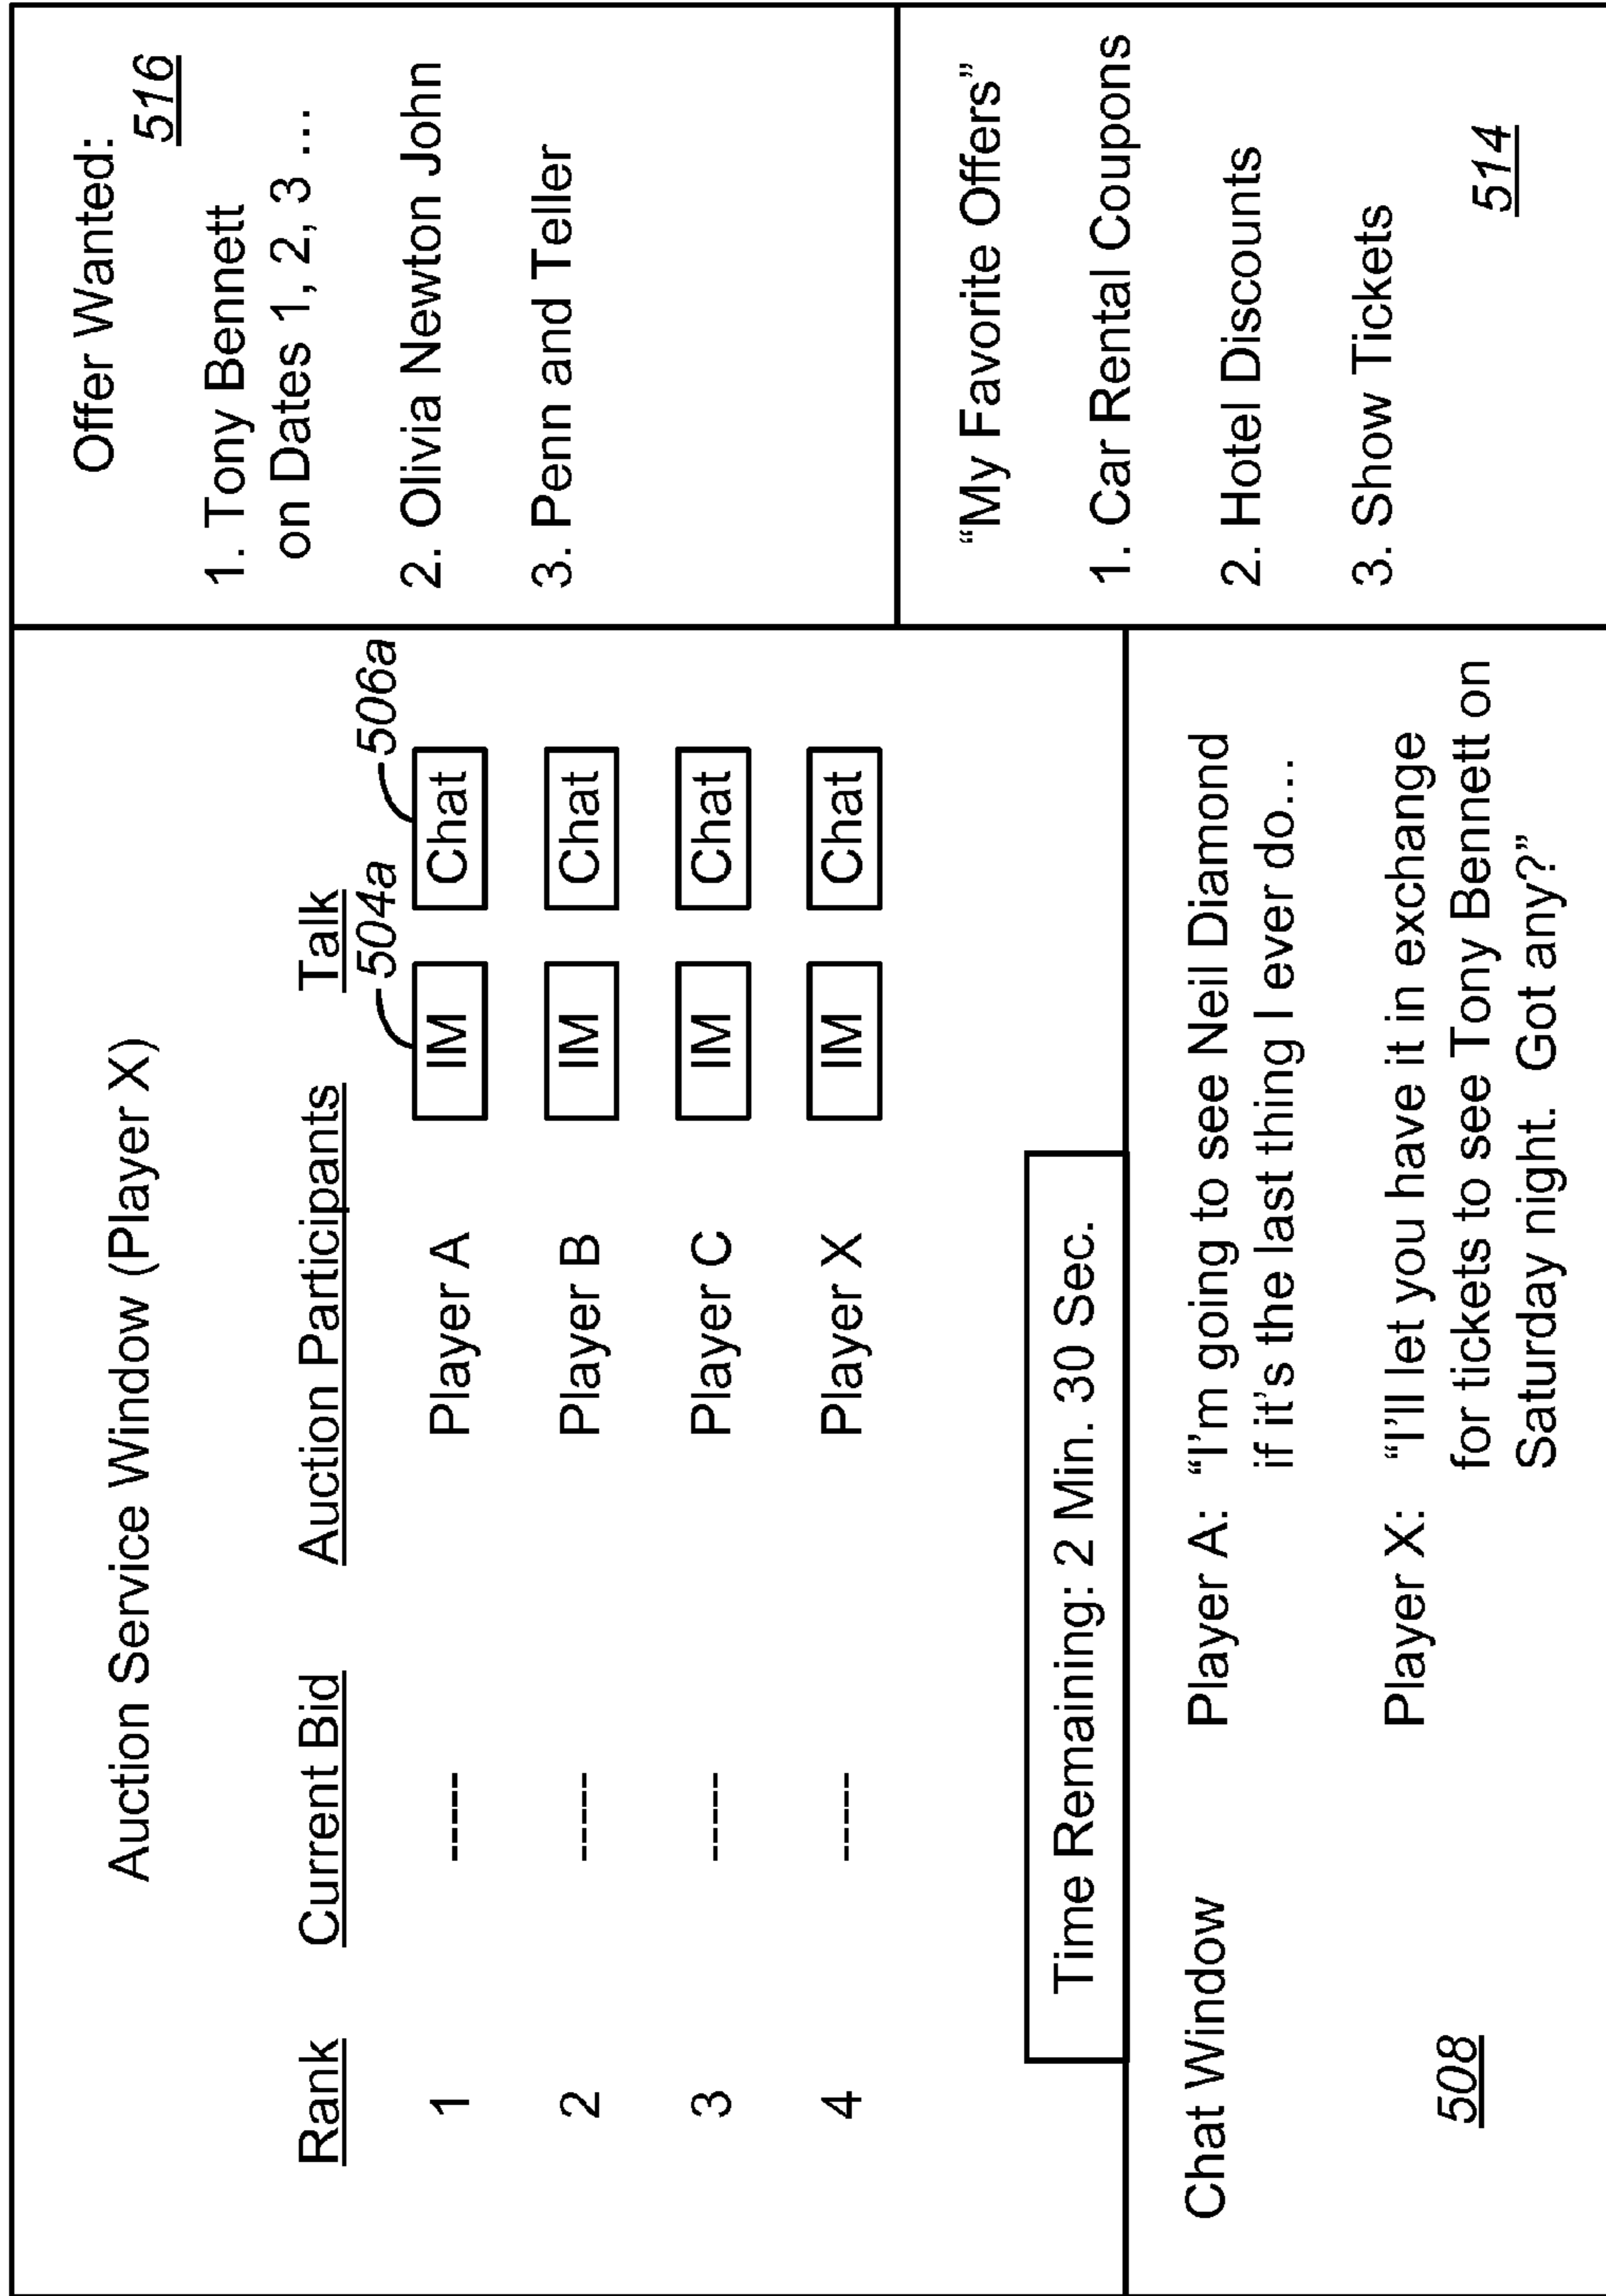 Auction Service Window (Player X)
Rank Current Bid Auction Participants Talk
504a 506a
1 ----- Player A IM Chat
2 ----- Player B IM Chat
3 ----- Player C IM Chat
4 ----- Player X IM Chat
Time Remaining: 2 Min. 30 Sec.
Offer Wanted:
516
1. Tony Bennett
on Dates 1, 2, 3 ...
2. Olivia Newton John
3. Penn and Teller
Chat Window
Player A: “I'm going to see Neil Diamond
if it's the last thing I ever do...
Player X: “I'll let you have it in exchange
for tickets to see Tony Bennett on
Saturday night. Got any?”
508
“My Favorite Offers”
1. Car Rental Coupons
2. Hotel Discounts
3. Show Tickets
514